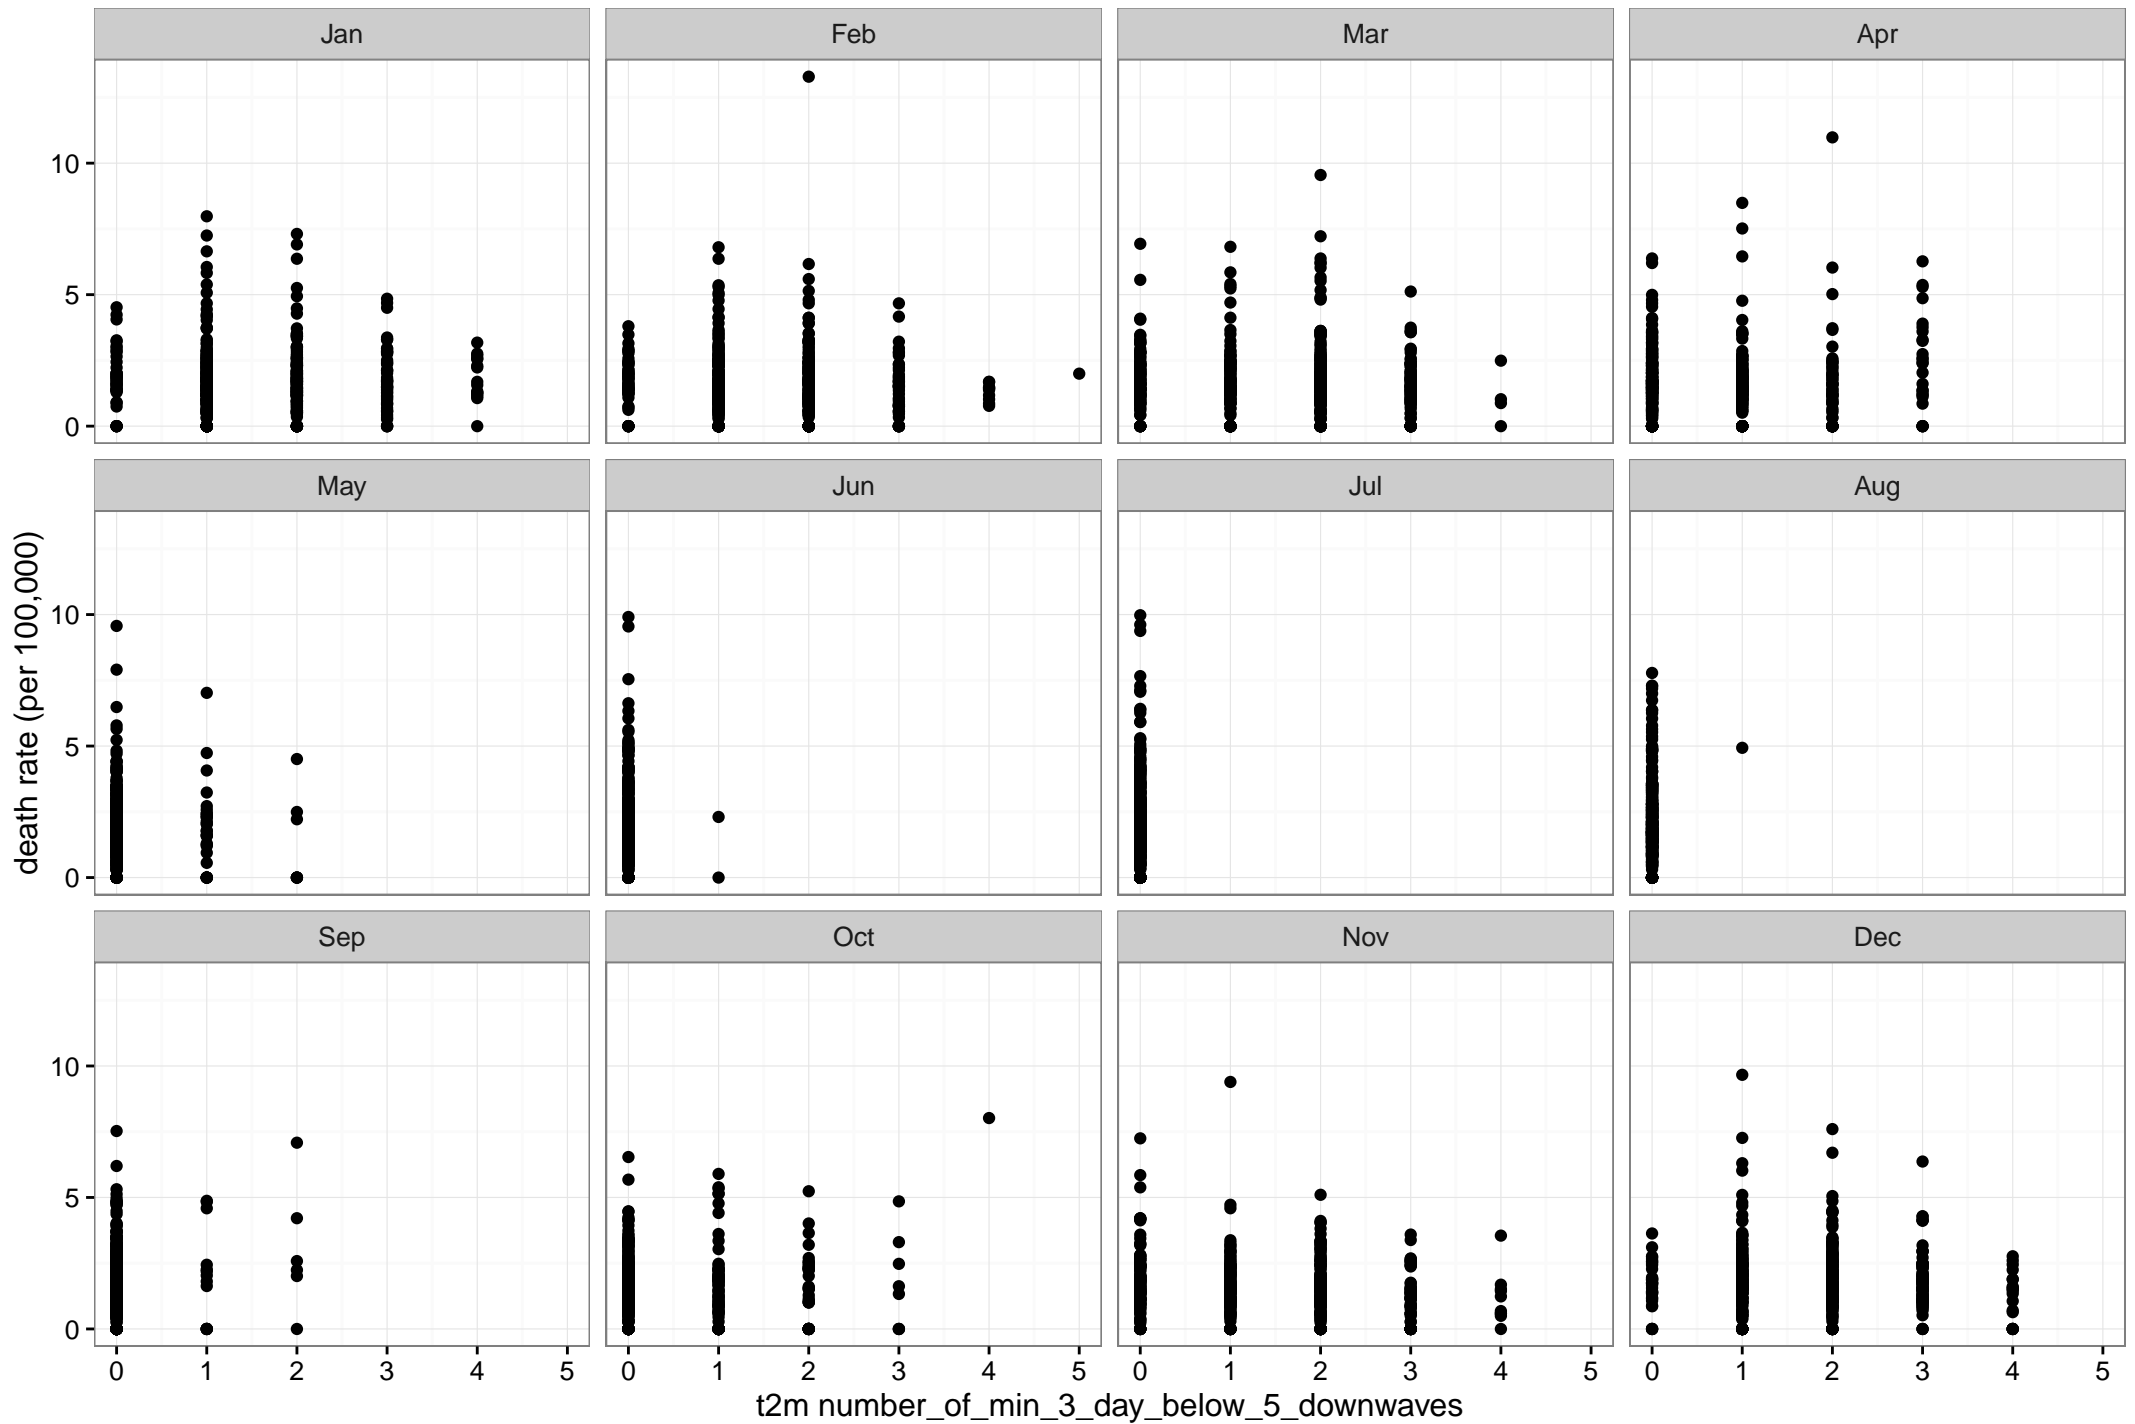 Jan Feb Mar Apr
10
5
0
May Jun Jul Aug
10
5
0
death rate (per 100,000)
Sep Oct Nov Dec
10
5
0
0 1 2 3 4 5 0 1 2 3 4 5 0 1 2 3 4 5 0 1 2 3 4 5
t2m number_of_min_3_day_below_5_downwaves